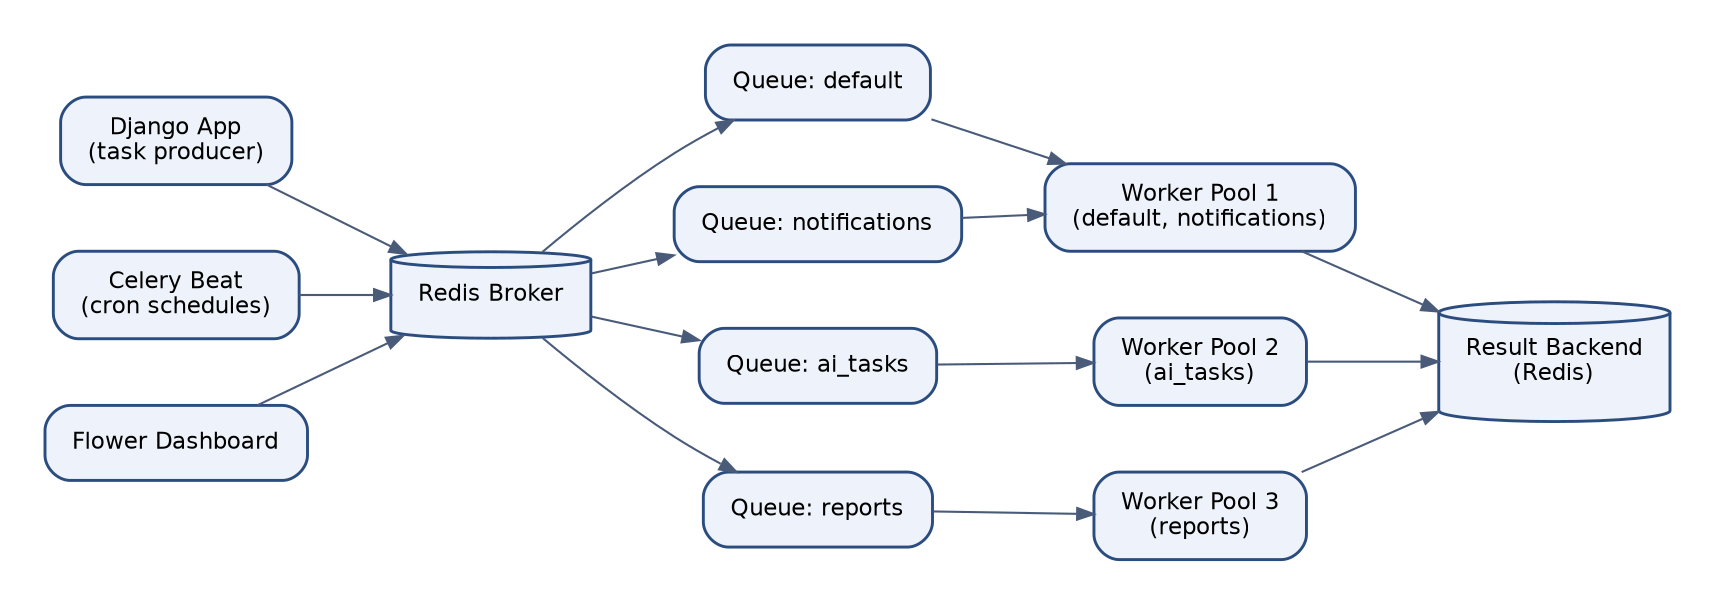 Django App
(task producer)
Celery Beat
(cron schedules)
Flower Dashboard
Redis Broker
Queue: default
Queue: notifications
Queue: ai_tasks
Queue: reports
Worker Pool 1
(default, notifications)
Worker Pool 2
(ai_tasks)
Worker Pool 3
(reports)
Result Backend
(Redis)